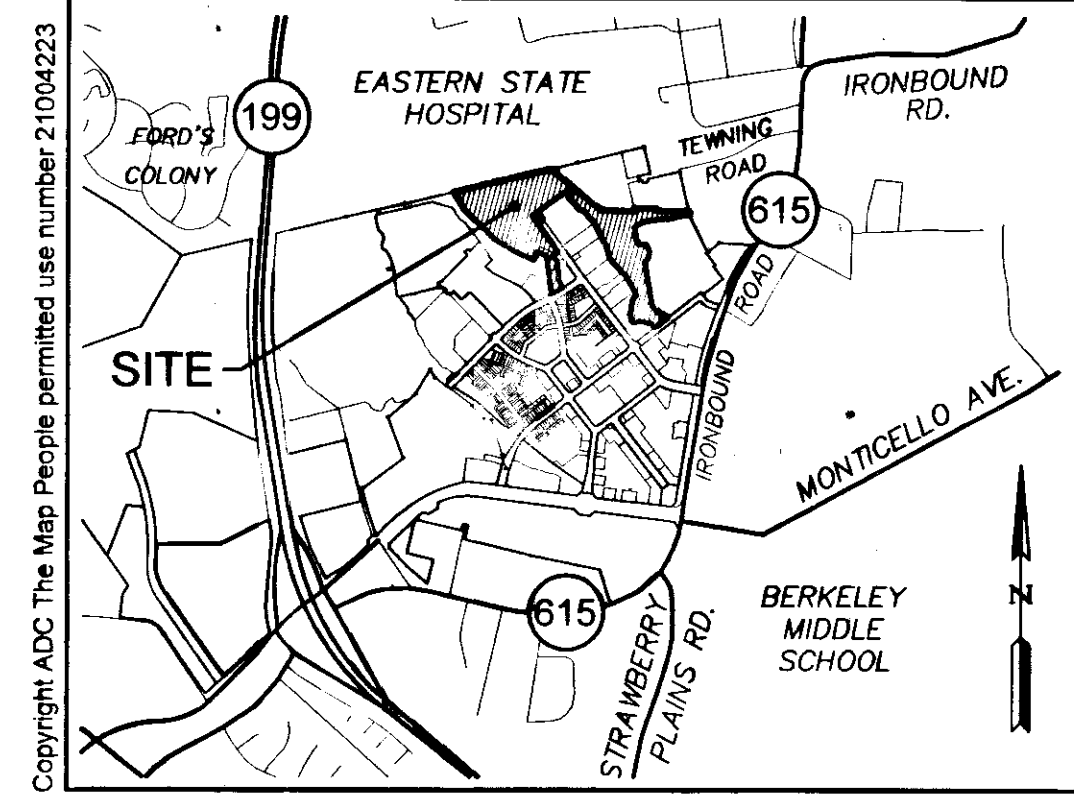 Copyright ADC The Map People permitted use number 21004223
EASTERN STATE
HOSPITAL
IRONBOUND
RD.
199
FORD'S
COLONY
TEWNING
ROAD
615
ROAD
SITE
IRONBOUND
MONTICELLO AVE.
615
STRAWBERRY
PLAINS RD.
BERKELEY
MIDDLE
SCHOOL
N